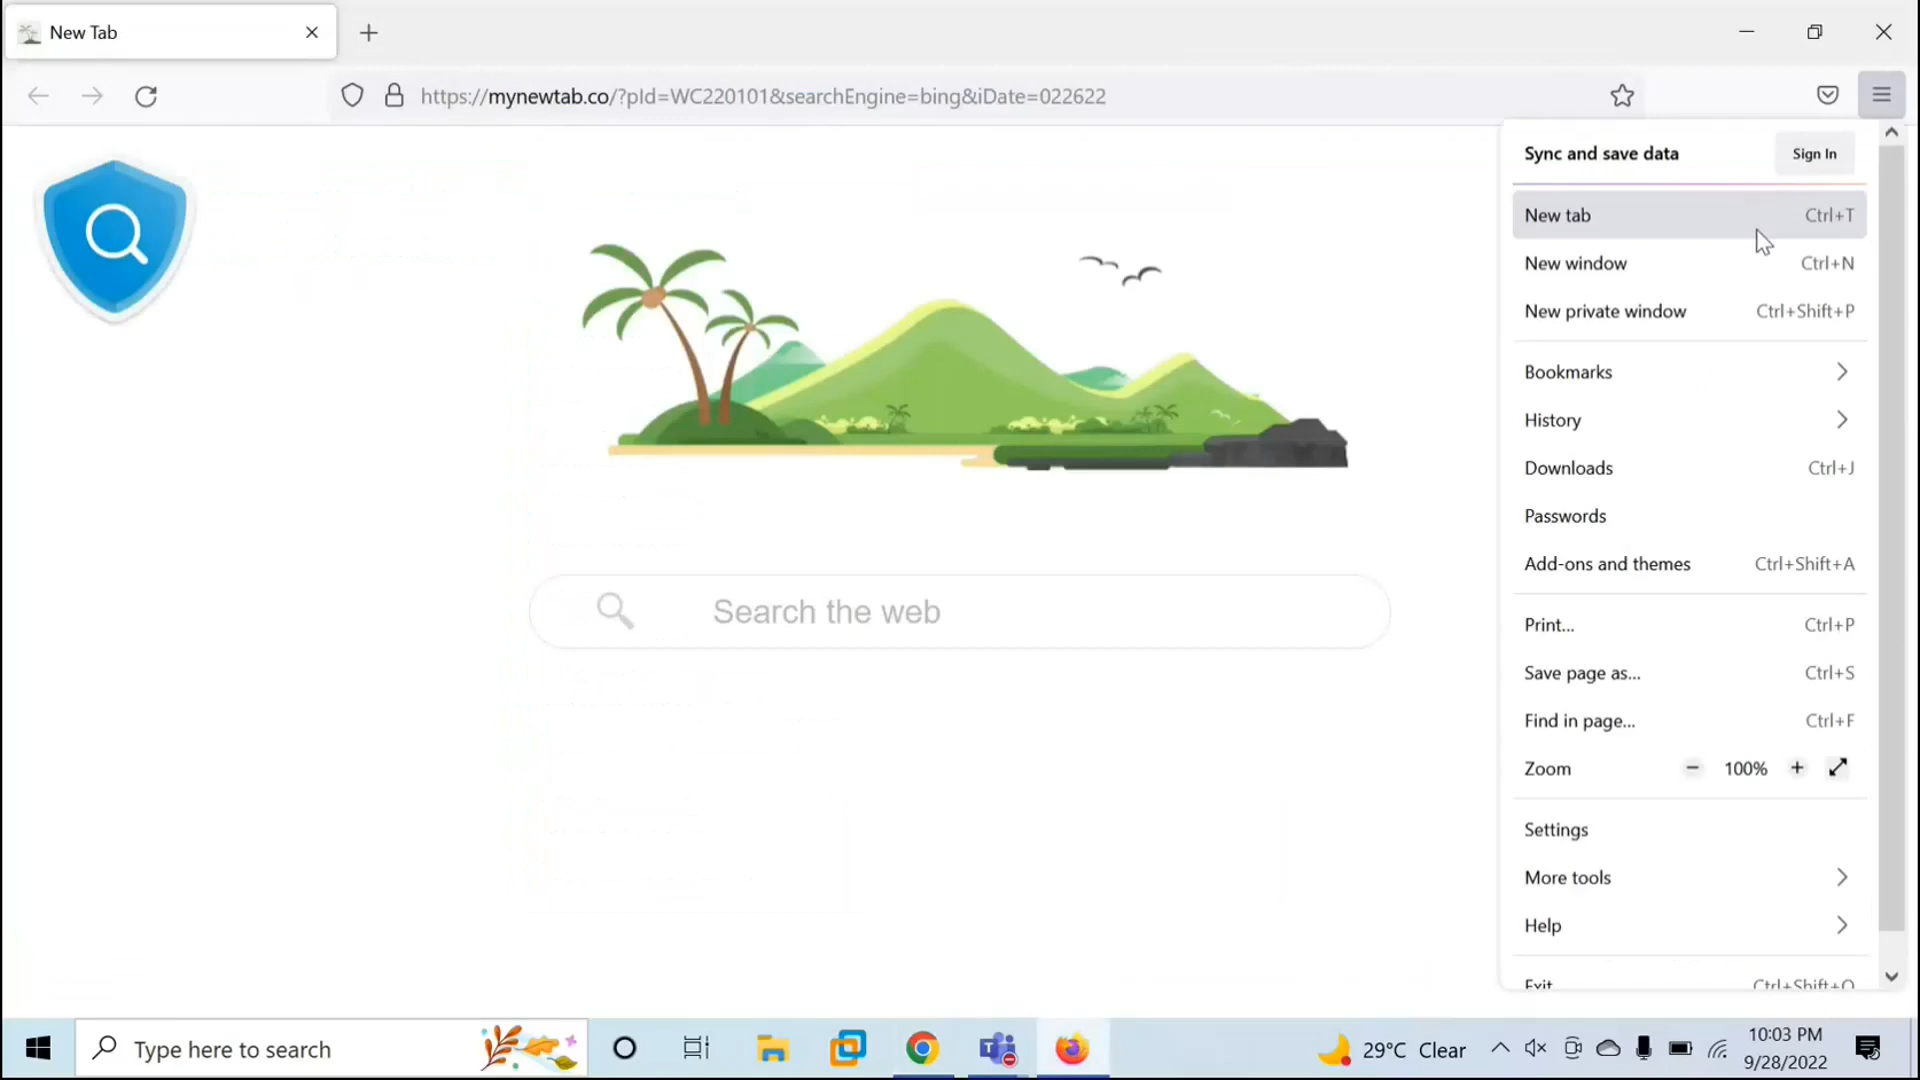 New Tab
https://mynewtab.co/?pId=WC220101&searchEngine=bing&iDate=022622
Sync and save data Sign In
New tab Ctrl+T
New window Ctrl+N
New private window Ctrl+Shift+P
Bookmarks
History
Downloads Ctrl+J
Passwords
Add-ons and themes Ctrl+Shift+A
Search the web
Print... Ctrl+P
Save page as... Ctrl+S
Find in page... Ctrl+F
Zoom − 100% +
Settings
More tools
Help
Exit Ctrl+Shift+Q
Type here to search
29°C Clear
10:03 PM
9/28/2022